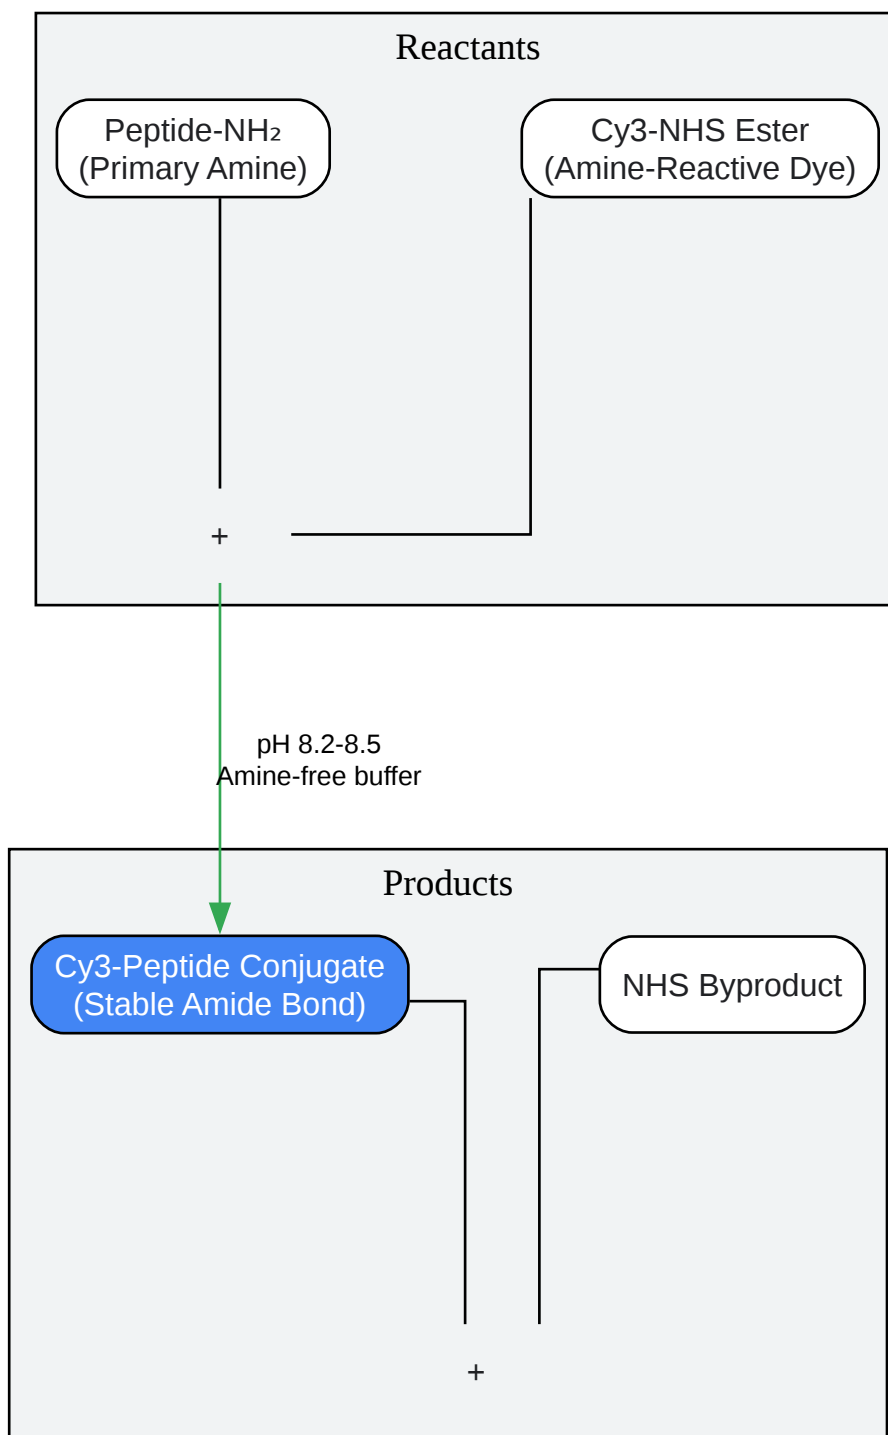 Reactants
Peptide-NH₂
(Primary Amine)
Cy3-NHS Ester
(Amine-Reactive Dye)
+
pH 8.2-8.5
Amine-free buffer
Products
Cy3-Peptide Conjugate
(Stable Amide Bond)
NHS Byproduct
+